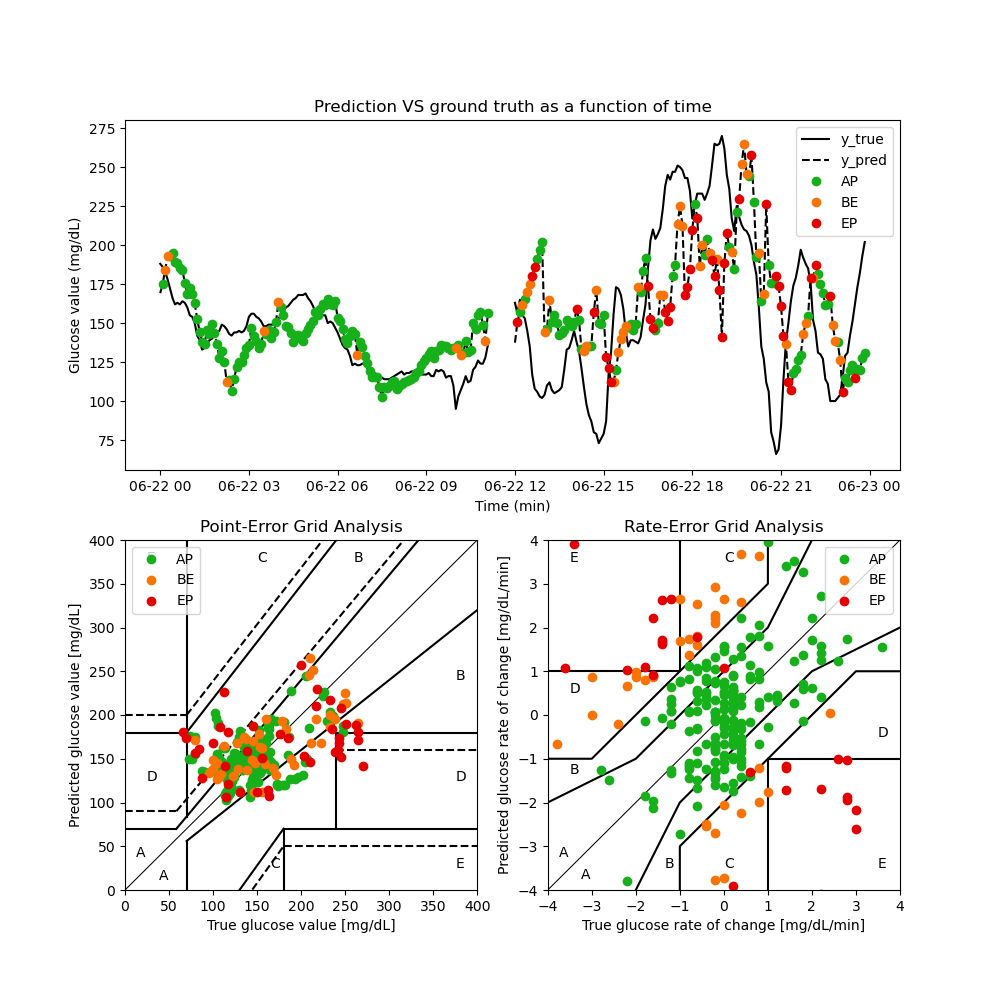 Prediction VS ground truth as a function of time
Glucose value (mg/dL)
275
250
225
200
175
150
125
100
75
y_true
y_pred
AP
BE
EP
06-22 00 06-22 03 06-22 06 06-22 09 06-22 12 06-22 15 06-22 18 06-22 21 06-23 00
Time (min)
Point-Error Grid Analysis
Predicted glucose value [mg/dL]
400
350
300
250
200
150
100
50
0
AP
BE
EP
C
B
B
D
D
A
A
C
E
0 50 100 150 200 250 300 350 400
True glucose value [mg/dL]
Rate-Error Grid Analysis
Predicted glucose rate of change [mg/dL/min]
4
3
2
1
0
−1
−2
−3
−4
AP
BE
EP
E
C
D
D
B
A
A
B
C
E
−4 −3 −2 −1 0 1 2 3 4
True glucose rate of change [mg/dL/min]